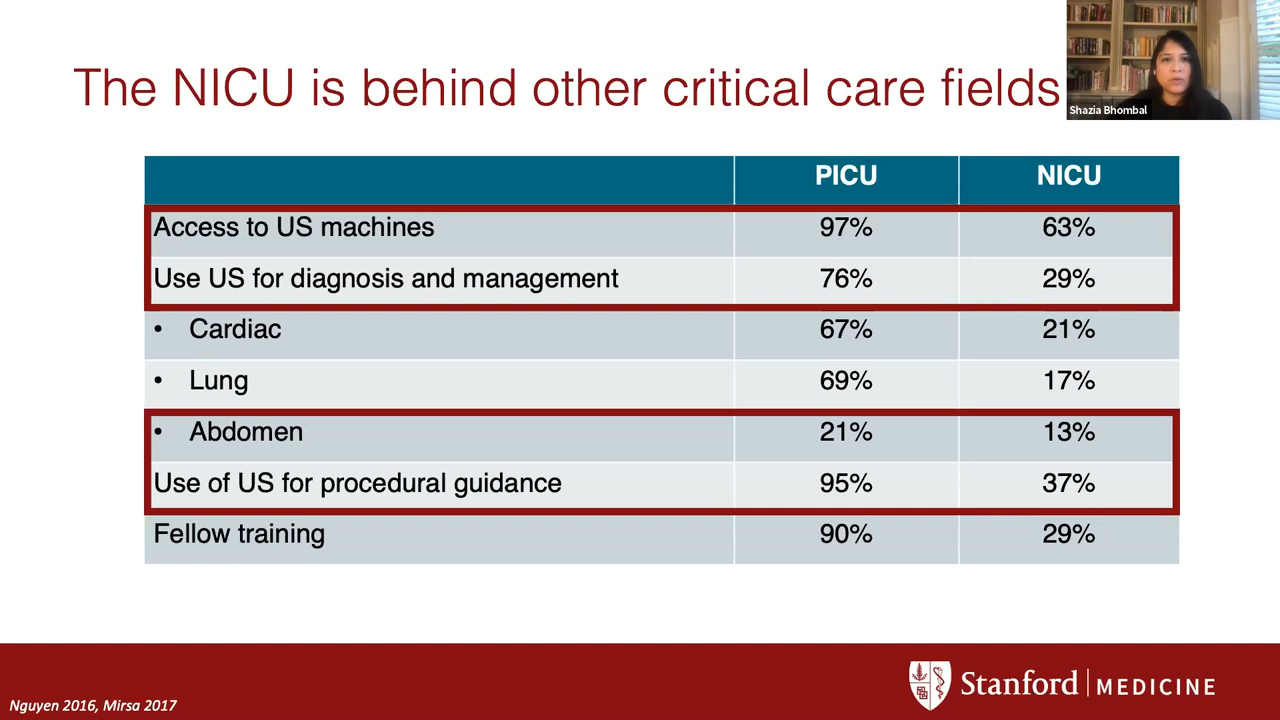 The NICU is behind other critical care fields
Shazia Bhombal
PICU NICU
Access to US machines 97% 63%
Use US for diagnosis and management 76% 29%
• Cardiac 67% 21%
• Lung 69% 17%
• Abdomen 21% 13%
Use of US for procedural guidance 95% 37%
Fellow training 90% 29%
Stanford MEDICINE
Nguyen 2016, Mirsa 2017